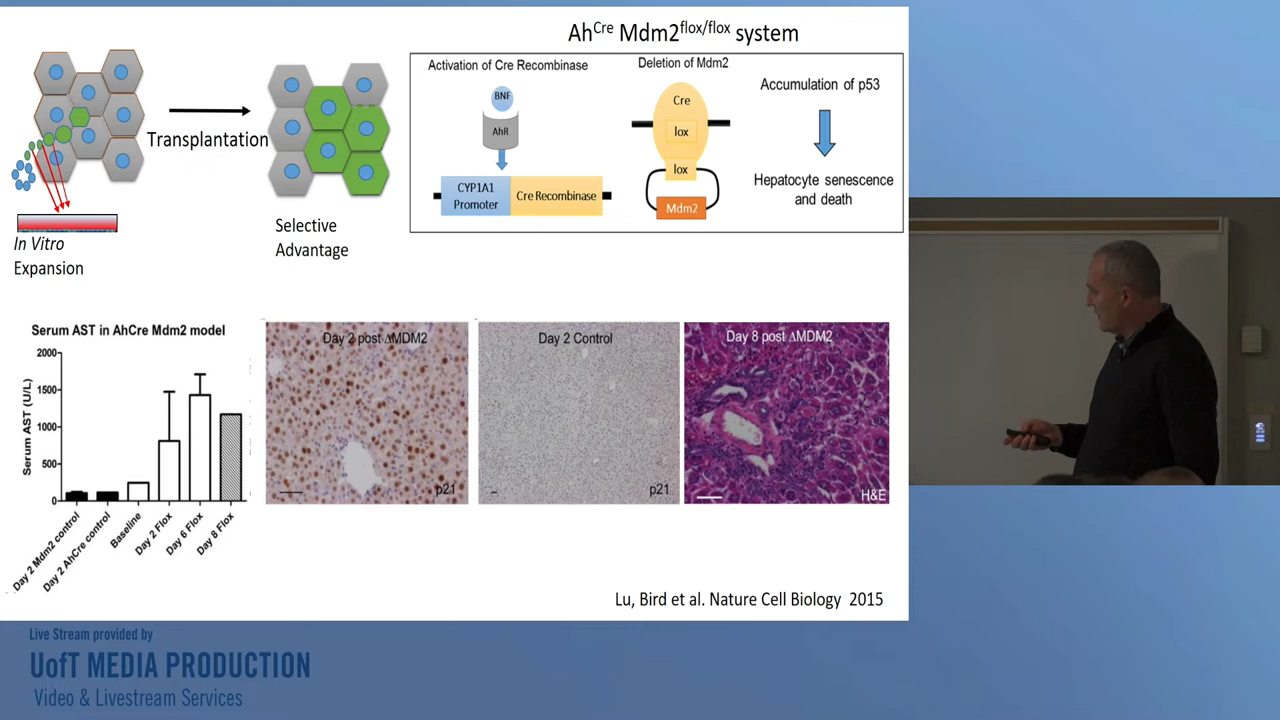 AhCre Mdm2flox/flox system
Transplantation
In Vitro
Expansion
Selective
Advantage
Activation of Cre Recombinase
BNF
AhR
CYP1A1
Promoter
Cre Recombinase
Deletion of Mdm2
Cre
lox
lox
Mdm2
Accumulation of p53
Hepatocyte senescence
and death
Serum AST in AhCre Mdm2 model
Serum AST (U/L)
2000
1500
1000
500
0
Day 2 Mdm2 control
Day 2 AhCre control
Baseline
Day 2 Flox
Day 6 Flox
Day 8 Flox
Day 2 post ΔMDM2
p21
Day 2 Control
p21
Day 8 post ΔMDM2
H&E
Lu, Bird et al. Nature Cell Biology 2015
Live Stream provided by
UofT MEDIA PRODUCTION
Video & Livestream Services